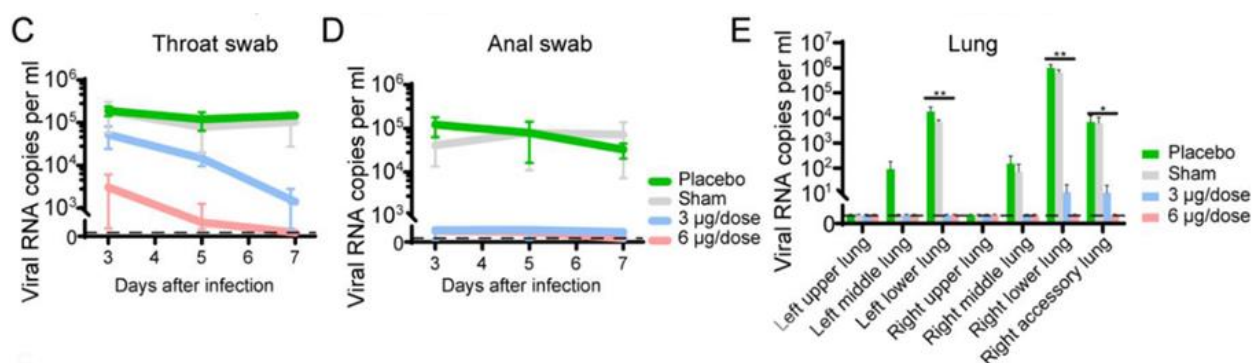 C Throat swab
Viral RNA copies per ml
10⁶
10⁵
10⁴
10³
0
3 4 5 6 7
Days after infection
D Anal swab
Viral RNA copies per ml
10⁶
10⁵
10⁴
10³
0
3 4 5 6 7
Days after infection
Placebo
Sham
3 µg/dose
6 µg/dose
E Lung
Viral RNA copies per ml
10⁷
10⁶
10⁵
10⁴
10³
10²
10¹
0
** ** *
Left upper lung
Left middle lung
Left lower lung
Right upper lung
Right middle lung
Right lower lung
Right accessory lung
Placebo
Sham
3 µg/dose
6 µg/dose